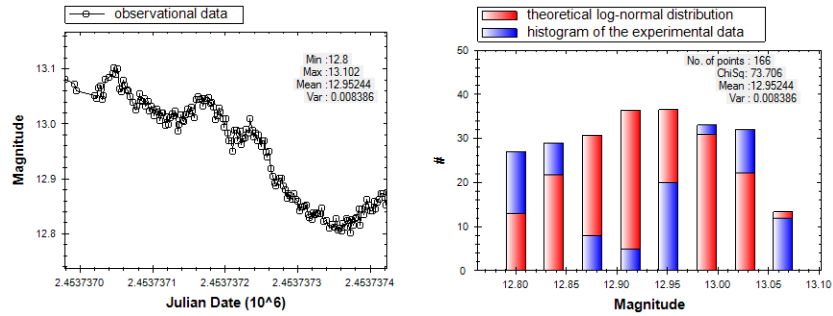 observational data
Min :12.8
Max :13.102
Mean :12.95244
Var : 0.008386
Magnitude
13.1
13.0
12.9
12.8
2.4537370 2.4537371 2.4537372 2.4537373 2.4537374
Julian Date (10^6)
theoretical log-normal distribution
histogram of the experimental data
No. of points : 166
ChiSq : 73.706
Mean : 12.95244
Var : 0.008386
#
50
40
30
20
10
0
12.80 12.85 12.90 12.95 13.00 13.05 13.10
Magnitude